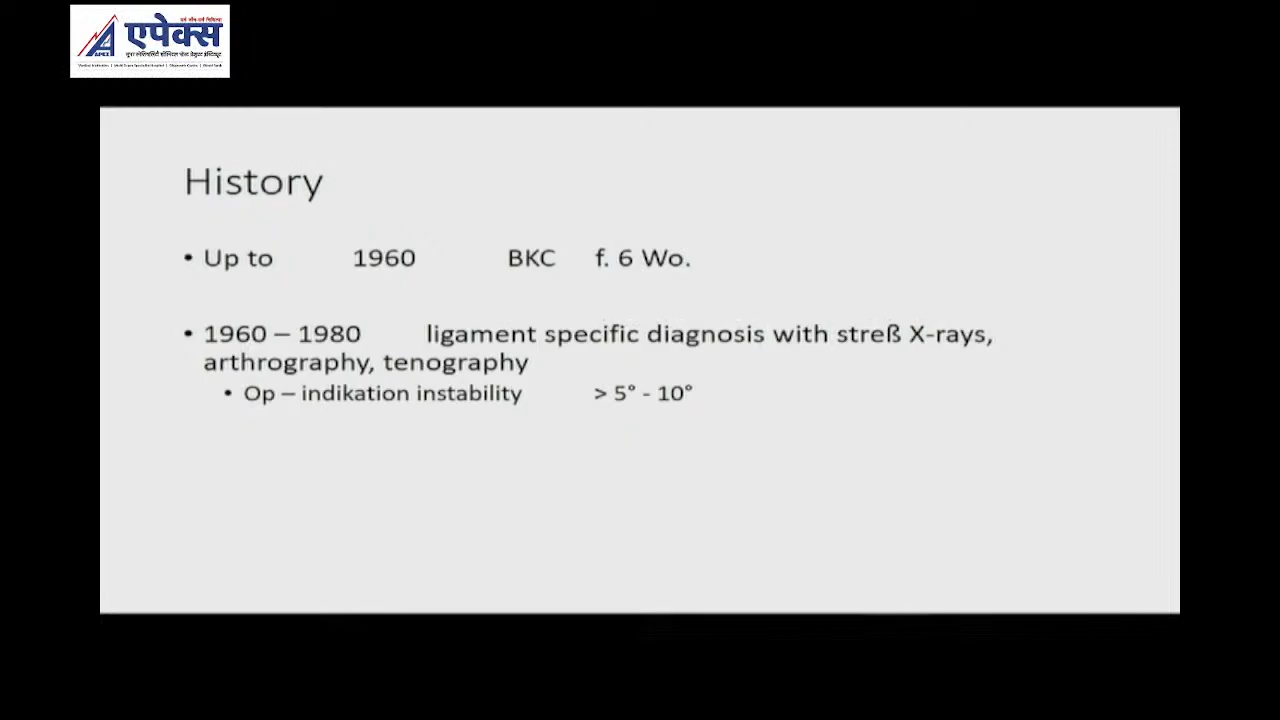 एपेक्स
APEX
History
• Up to 1960 BKC f. 6 Wo.
• 1960 – 1980 ligament specific diagnosis with streß X-rays,
arthrography, tenography
• Op – indikation instability > 5° - 10°